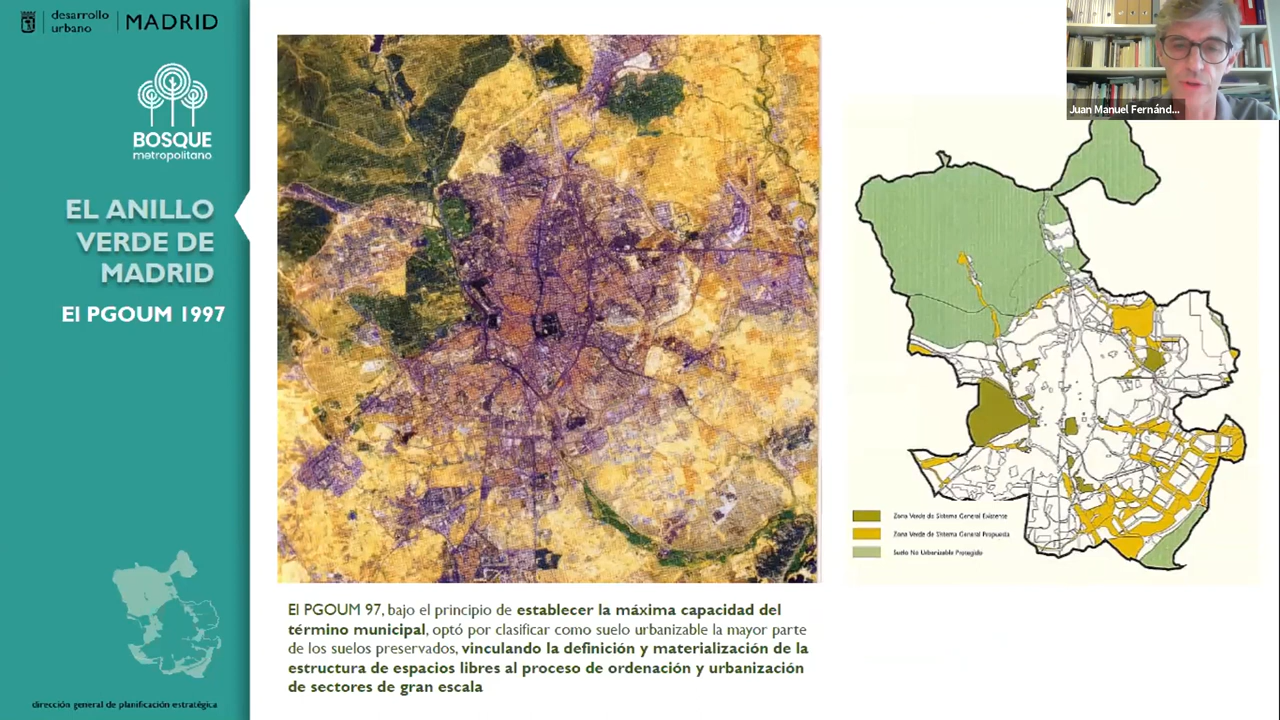 desarrollo
urbano
MADRID
BOSQUE
metropolitano
EL ANILLO
VERDE DE
MADRID
El PGOUM 1997
dirección general de planificación estratégica
Juan Manuel Fernánd...
Zona Verde de Sistema General Existente
Zona Verde de Sistema General Propuesta
Suelo No Urbanizable Protegido
El PGOUM 97, bajo el principio de establecer la máxima capacidad del
término municipal, optó por clasificar como suelo urbanizable la mayor parte
de los suelos preservados, vinculando la definición y materialización de la
estructura de espacios libres al proceso de ordenación y urbanización
de sectores de gran escala